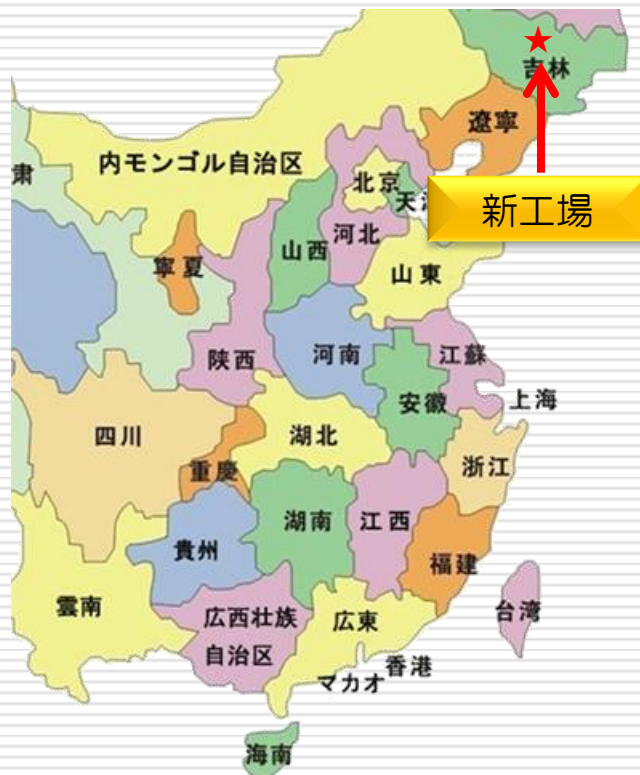 吉林
遼寧
内モンゴル自治区
肅
北京
天
新工場
河北
山西
寧夏
山東
陕西
河南
江蘇
安徽
上海
四川
湖北
浙江
重慶
湖南
江西
貴州
福建
雲南
広西壮族
自治区
広東
台湾
香港
マカオ
海南